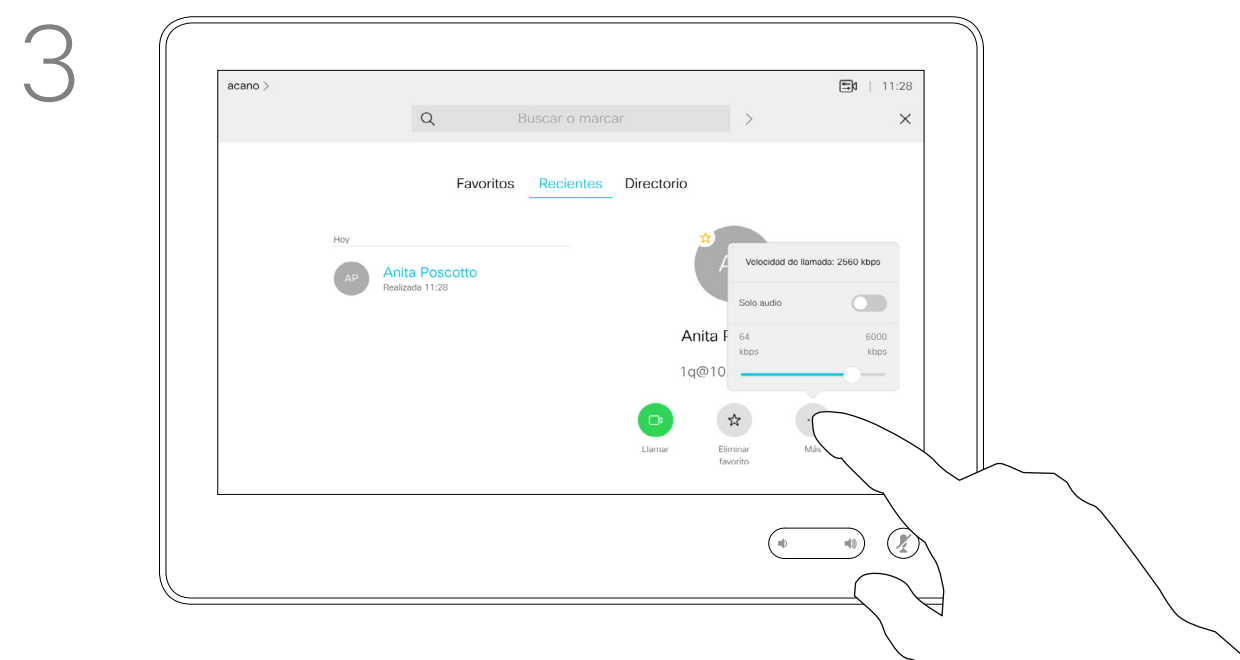 3
acano >
11:28
Buscar o marcar
Favoritos Recientes Directorio
Hoy
AP
Anita Poscotto
Realizada 11:28
A
Velocidad de llamada: 2560 kbps
Solo audio
64 kbps
6000 kbps
Anita
1q@10
Llamar
Eliminar
favorito
Más